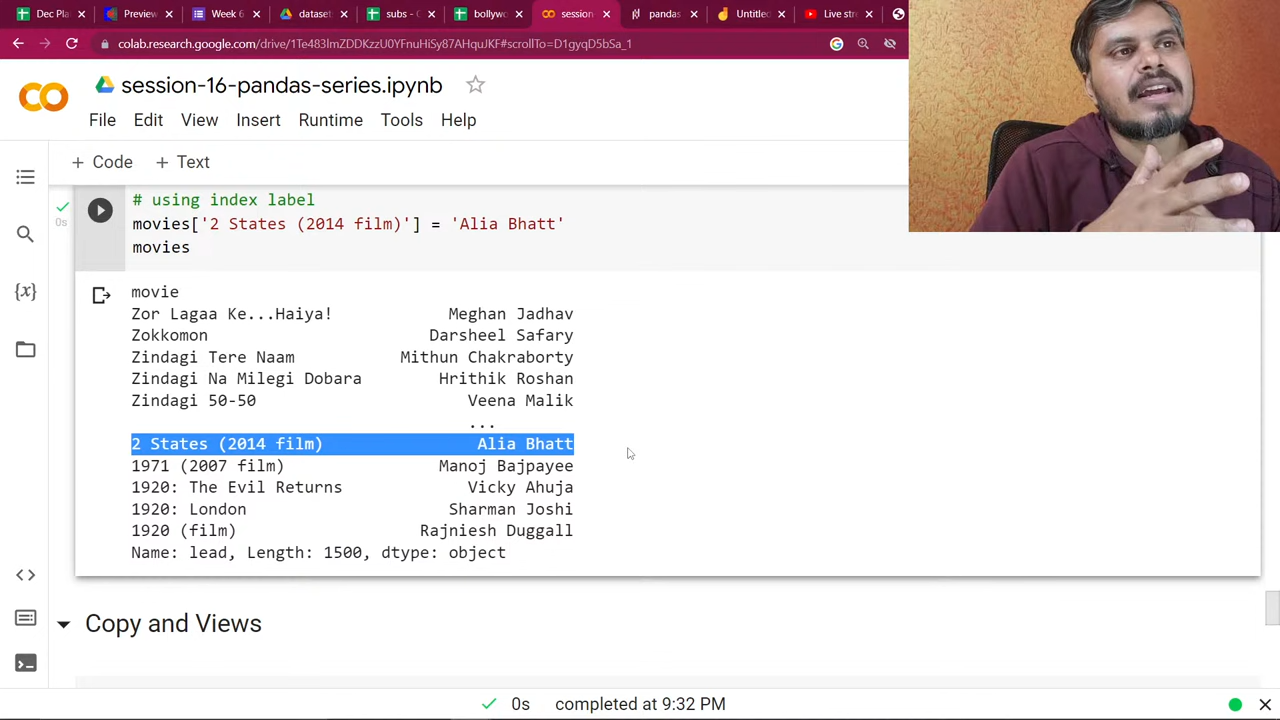 Dec Plan
Preview
Week 6
dataset
subs - G
bollywo
session
pandas
Untitled
Live stre
colab.research.google.com/drive/1Te483lmZDDKzzU0YFnuHiSy87AHquJKF#scrollTo=D1gyqD5bSa_1
session-16-pandas-series.ipynb
File Edit View Insert Runtime Tools Help
+ Code + Text
# using index label
0s
movies['2 States (2014 film)'] = 'Alia Bhatt'
movies
movie
Zor Lagaa Ke...Haiya! Meghan Jadhav
Zokkomon Darsheel Safary
Zindagi Tere Naam Mithun Chakraborty
Zindagi Na Milegi Dobara Hrithik Roshan
Zindagi 50-50 Veena Malik
...
2 States (2014 film) Alia Bhatt
1971 (2007 film) Manoj Bajpayee
1920: The Evil Returns Vicky Ahuja
1920: London Sharman Joshi
1920 (film) Rajniesh Duggall
Name: lead, Length: 1500, dtype: object
Copy and Views
0s completed at 9:32 PM